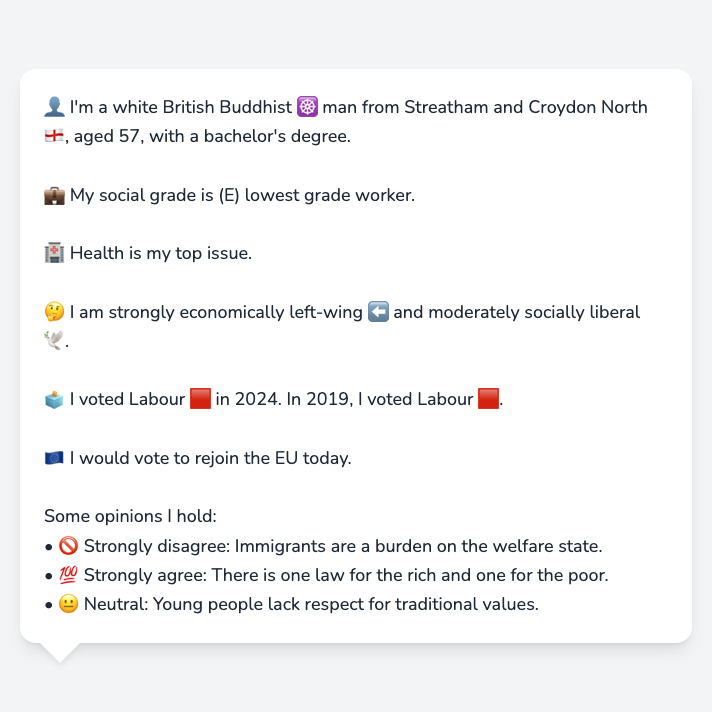 👤 I'm a white British Buddhist ☸️ man from Streatham and Croydon North
🏴󠁧󠁢󠁥󠁮󠁧󠁿, aged 57, with a bachelor's degree.
💼 My social grade is (E) lowest grade worker.
🏥 Health is my top issue.
🤔 I am strongly economically left-wing ⬅️ and moderately socially liberal
🕊️.
🗳️ I voted Labour 🟥 in 2024. In 2019, I voted Labour 🟥.
🇪🇺 I would vote to rejoin the EU today.
Some opinions I hold:
• 🚫 Strongly disagree: Immigrants are a burden on the welfare state.
• 💯 Strongly agree: There is one law for the rich and one for the poor.
• 😐 Neutral: Young people lack respect for traditional values.